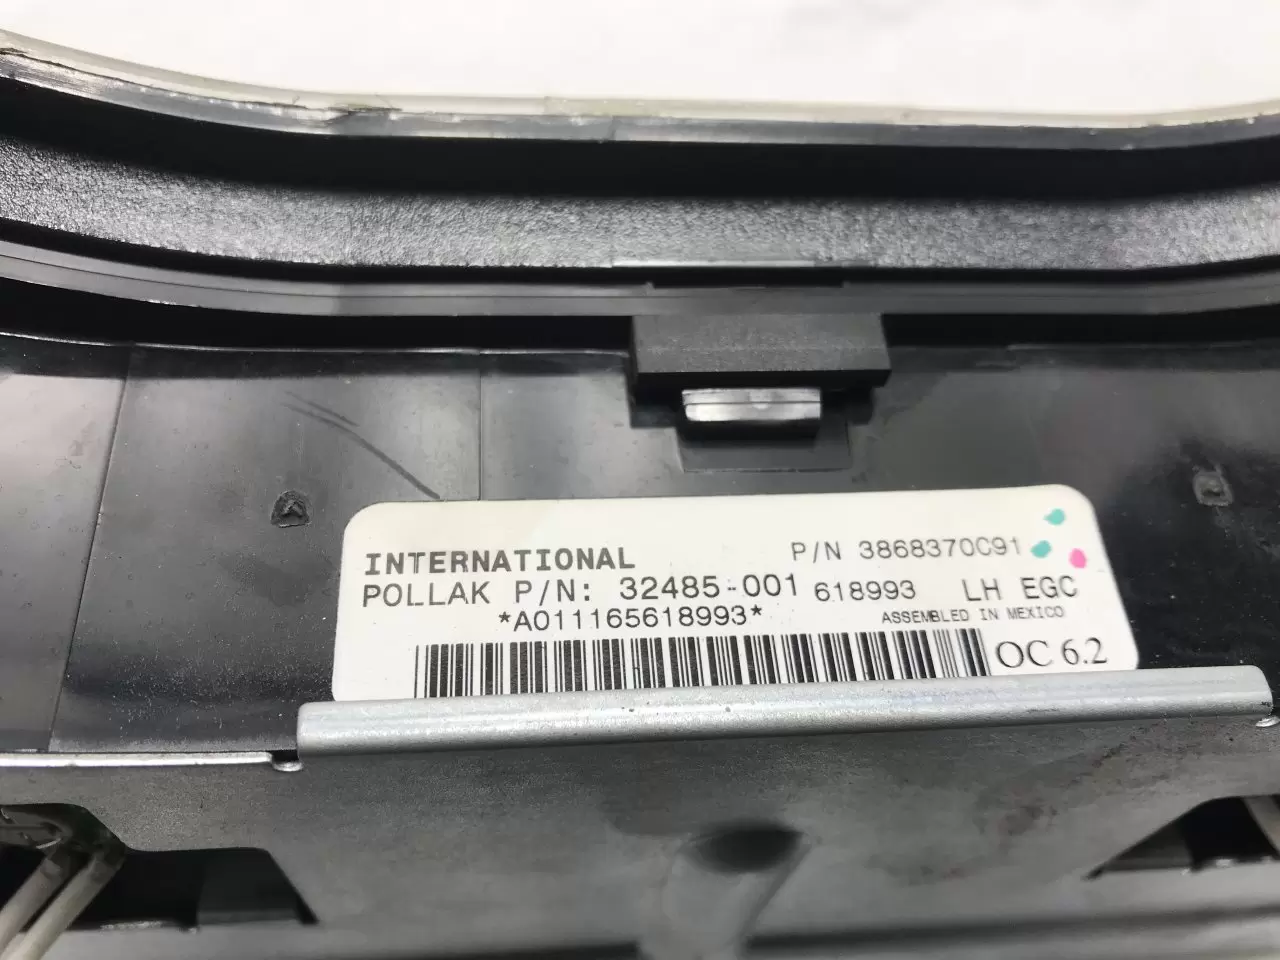 INTERNATIONAL P/N 3868370C91
POLLAK P/N: 32485-001 618993 LH EGC
*A011165618993* ASSEMBLED IN MEXICO
OC 6.2